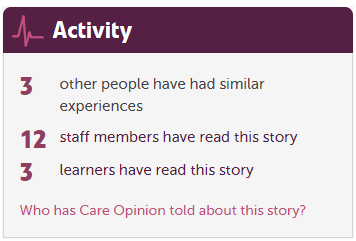 Activity
3 other people have had similar
experiences
12 staff members have read this story
3 learners have read this story
Who has Care Opinion told about this story?